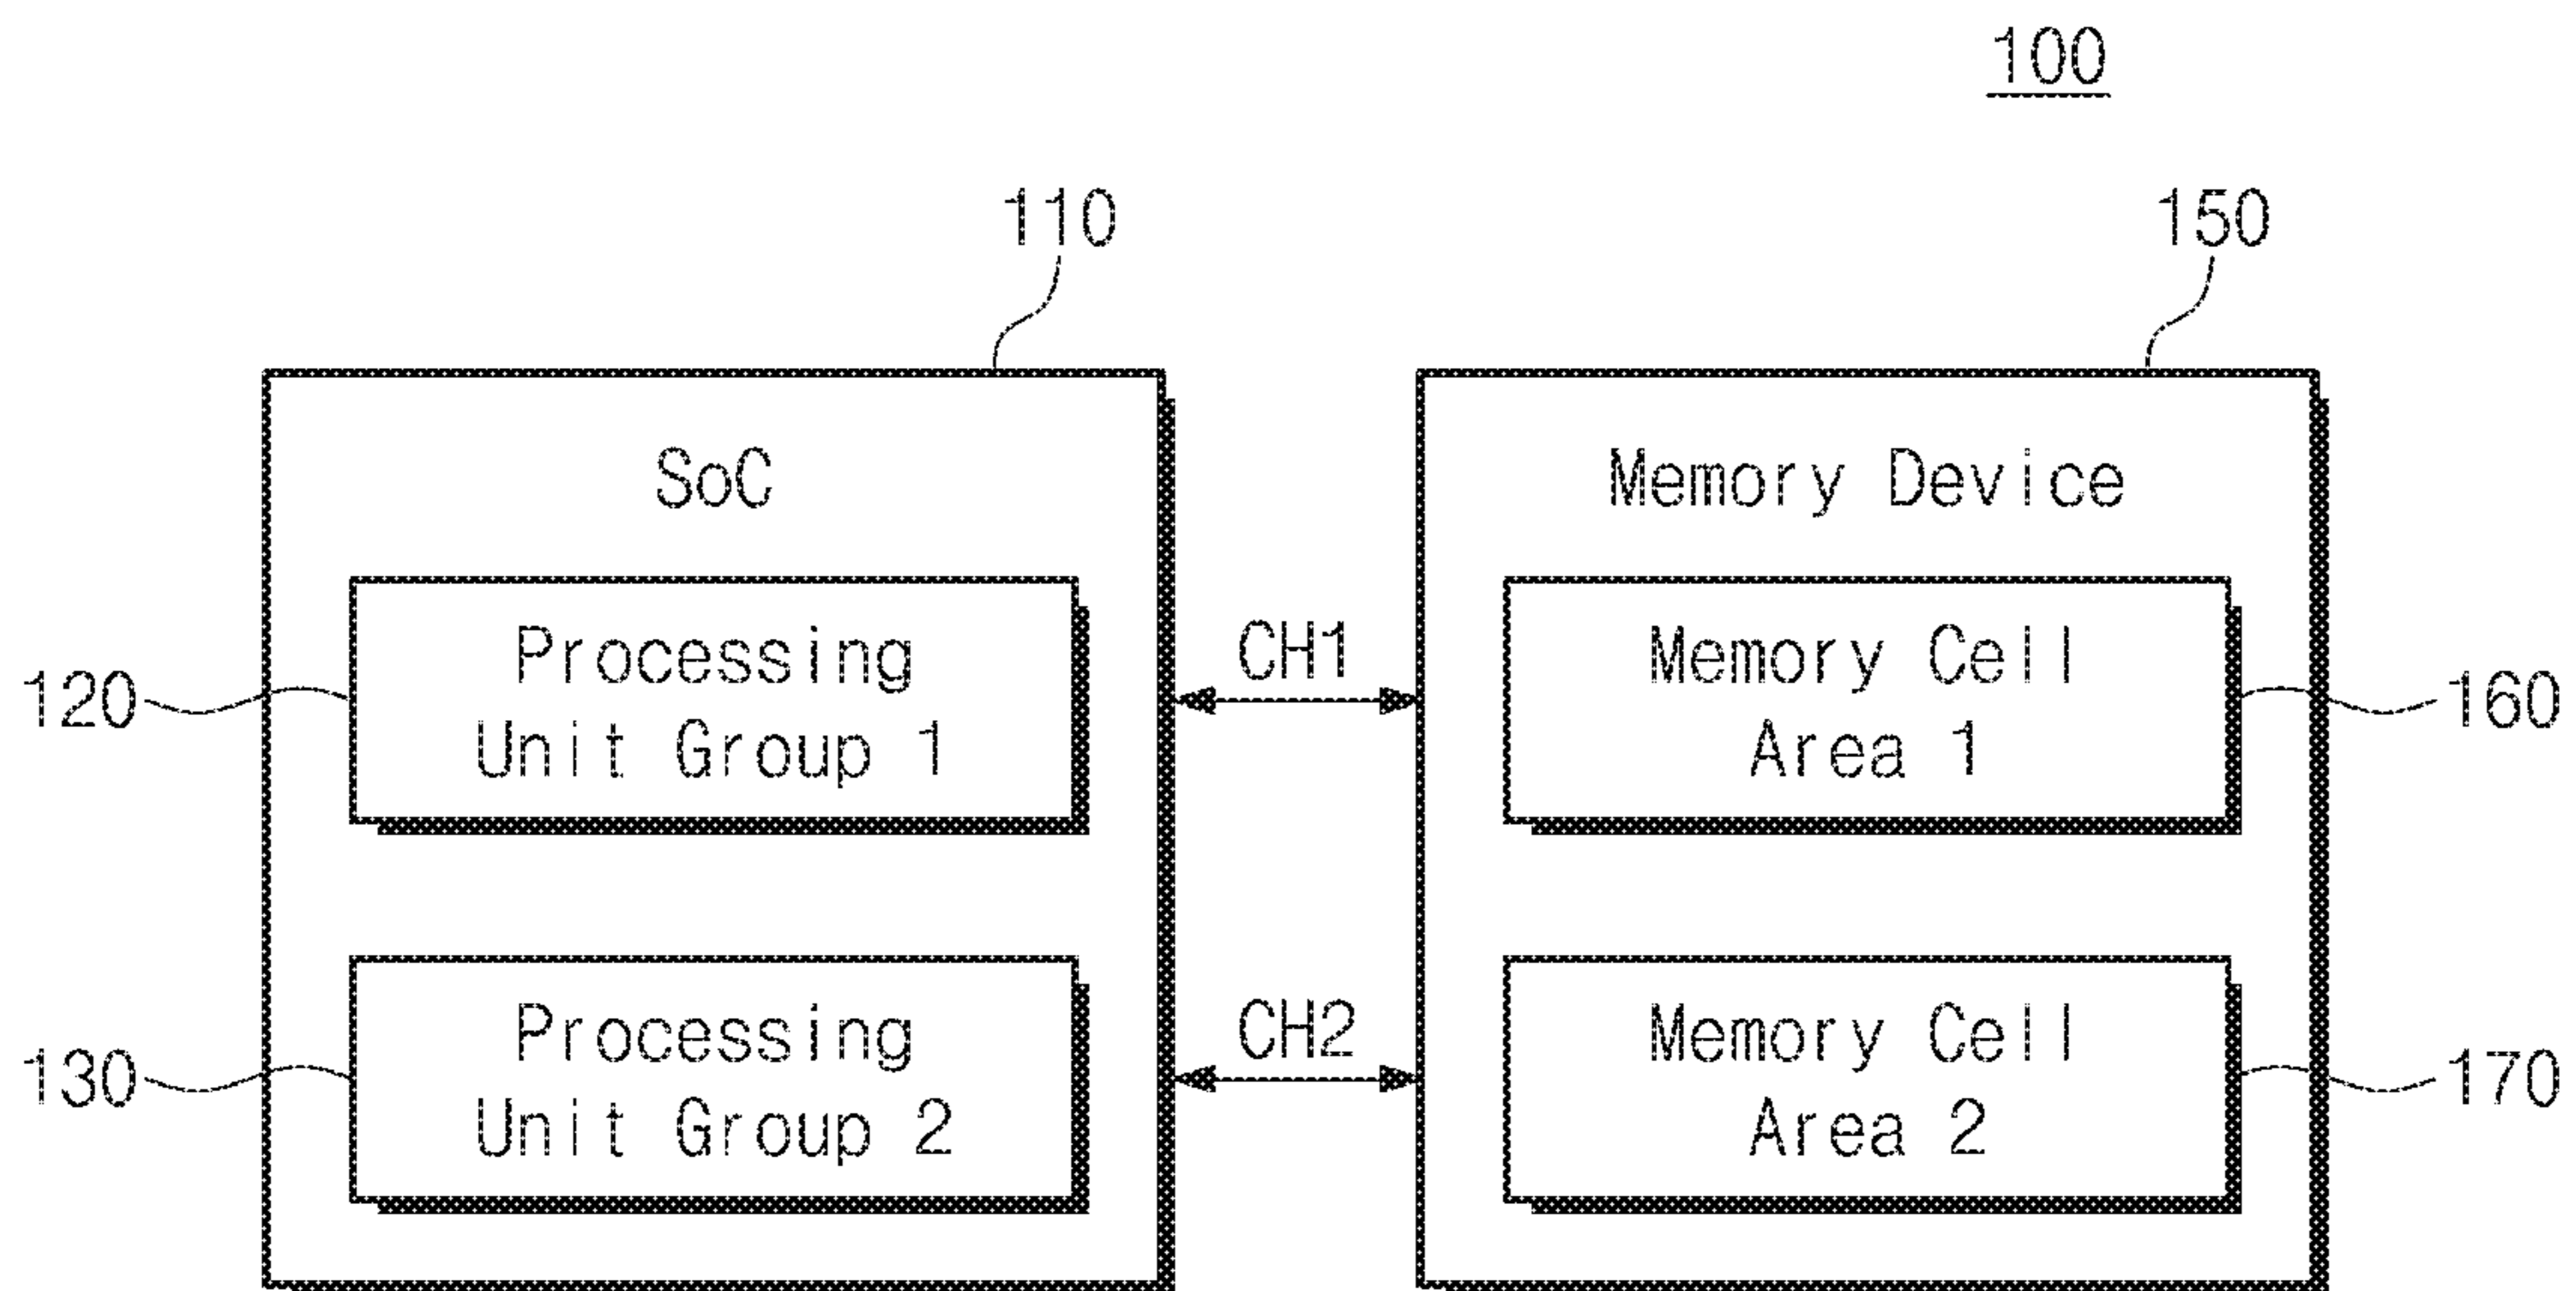 100
110
150
SoC
Memory Device
Processing
Unit Group 1
120
CH1
Memory Cell
Area 1
160
Processing
Unit Group 2
130
CH2
Memory Cell
Area 2
170